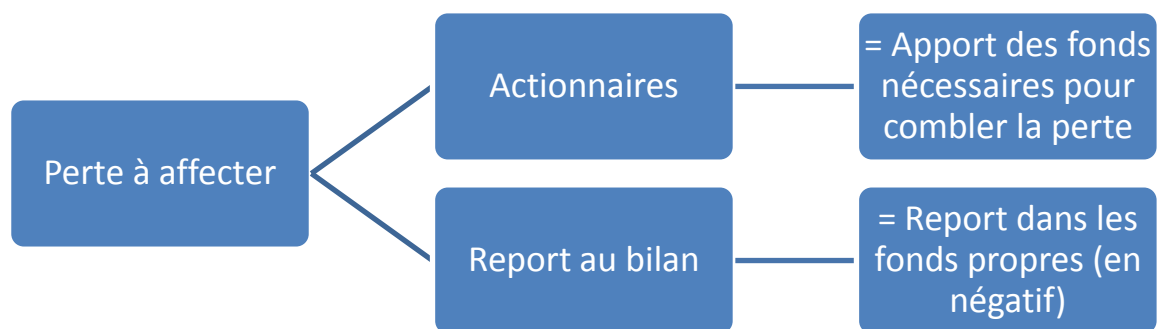 Perte à affecter
Actionnaires
= Apport des fonds
nécessaires pour
combler la perte
Report au bilan
= Report dans les
fonds propres (en
négatif)